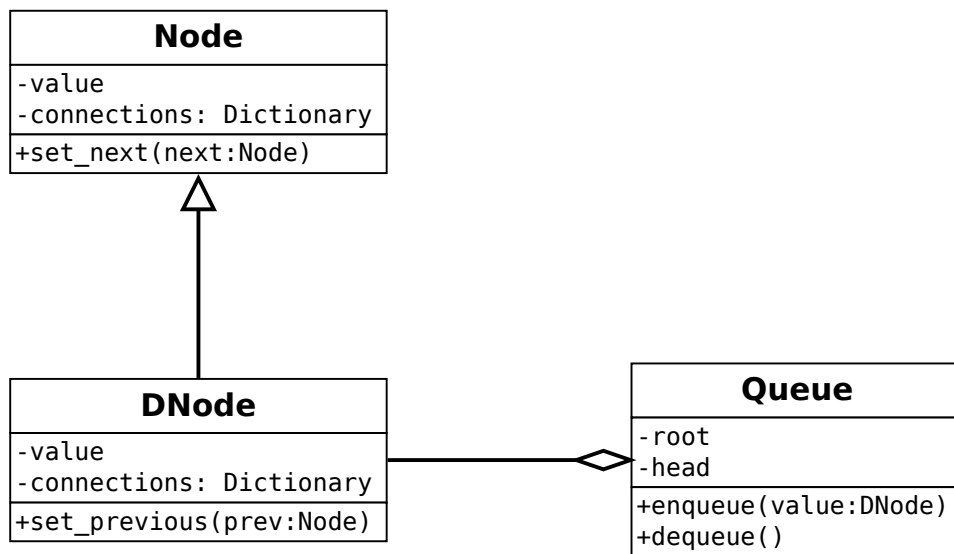 Node
-value
-connections: Dictionary
+set_next(next:Node)
DNode
-value
-connections: Dictionary
+set_previous(prev:Node)
Queue
-root
-head
+enqueue(value:DNode)
+dequeue()